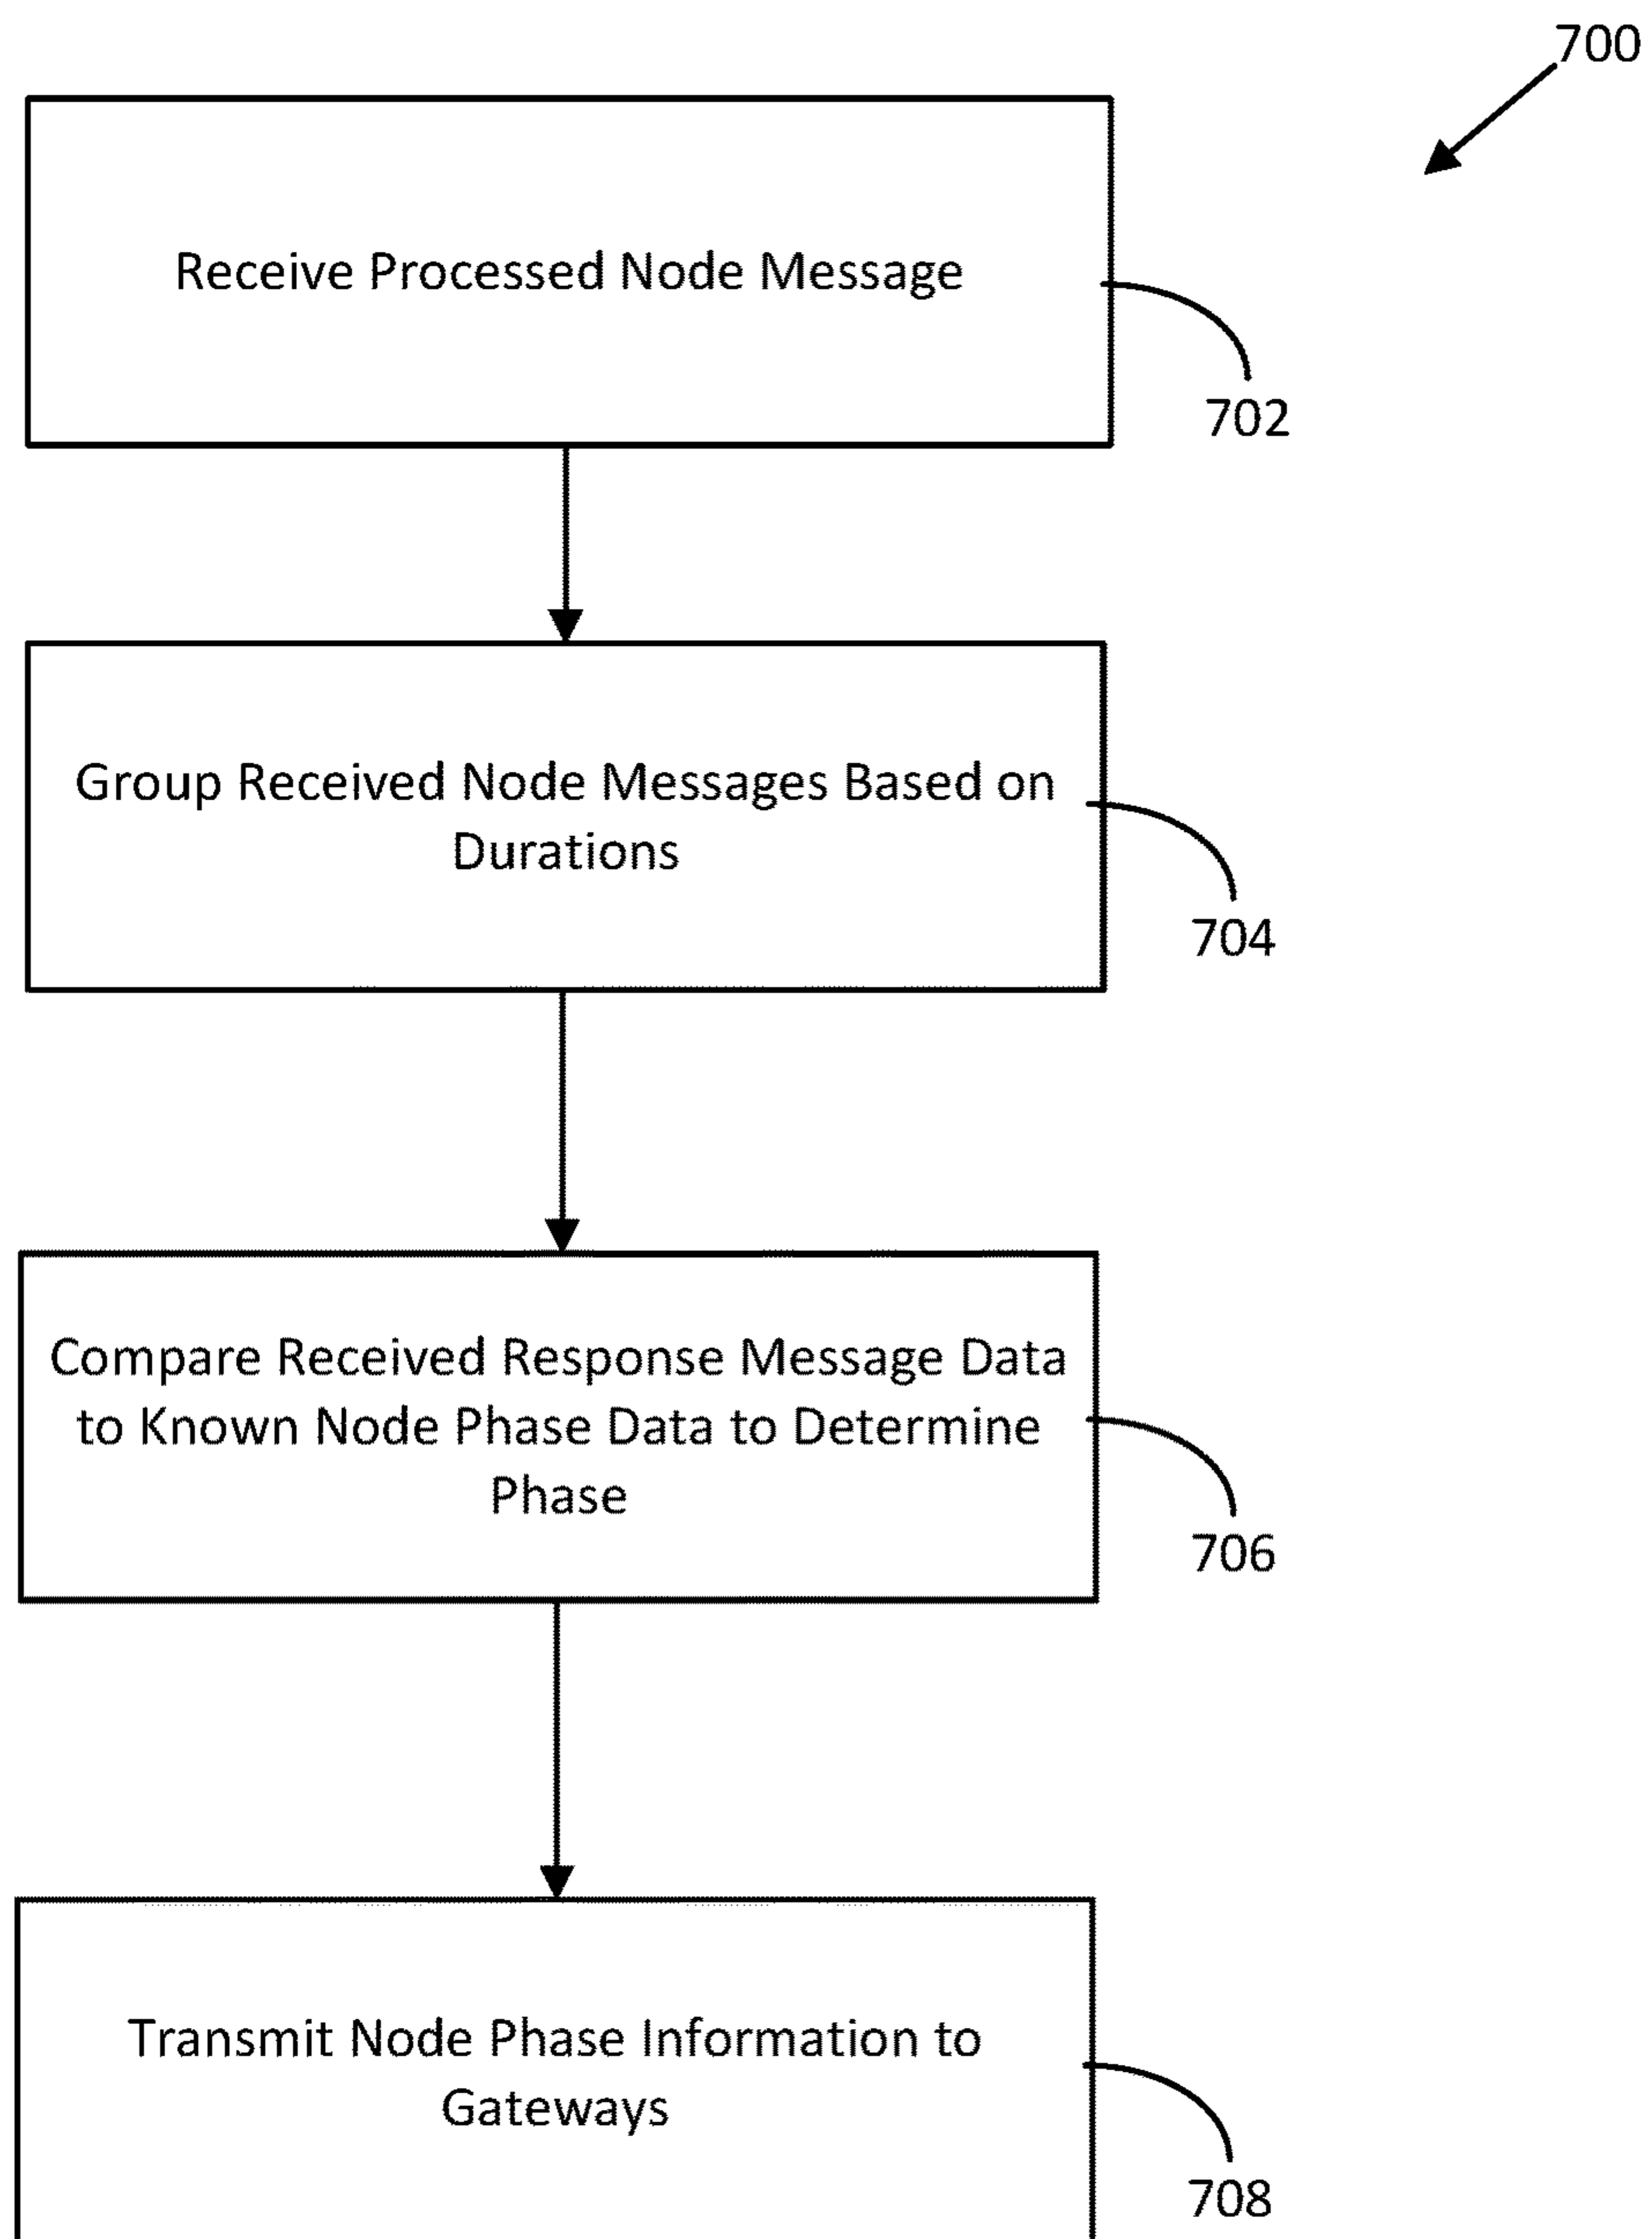 700
Receive Processed Node Message
702
Group Received Node Messages Based on
Durations
704
Compare Received Response Message Data
to Known Node Phase Data to Determine
Phase
706
Transmit Node Phase Information to
Gateways
708